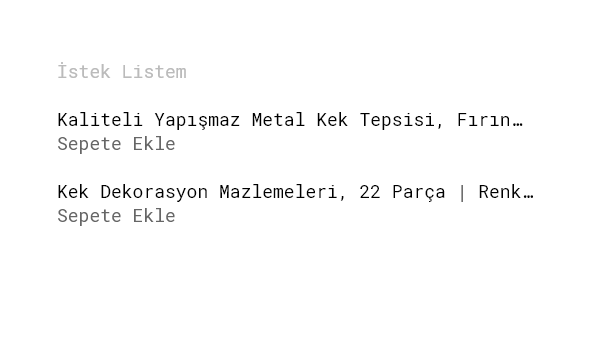 İstek Listem
Kaliteli Yapışmaz Metal Kek Tepsisi, Fırın…
Sepete Ekle
Kek Dekorasyon Mazlemeleri, 22 Parça | Renk…
Sepete Ekle